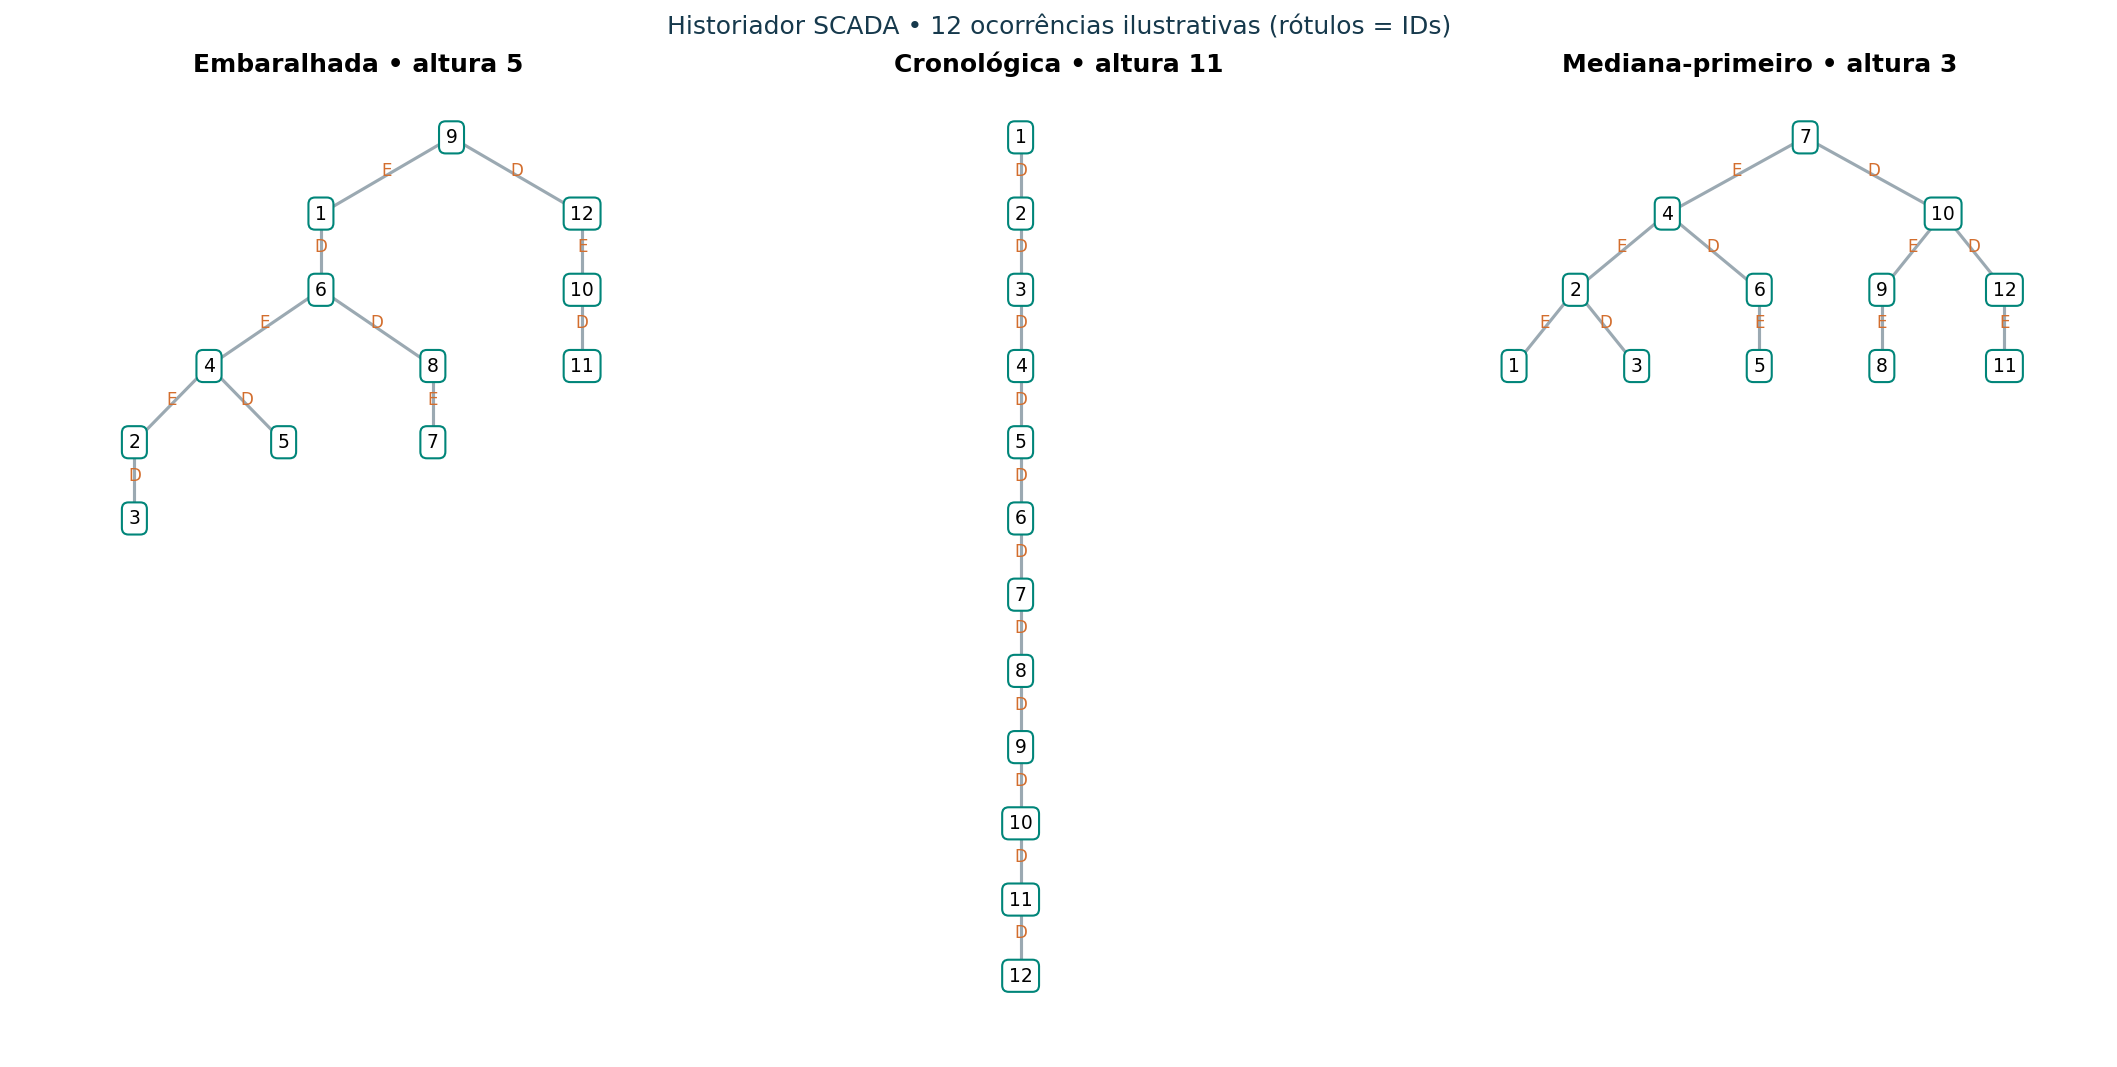 Historiador SCADA • 12 ocorrências ilustrativas (rótulos = IDs)
Embaralhada • altura 5
9
E D
1 12
D E
6 10
E D D
4 8 11
E D E
2 5 7
D
3
Cronológica • altura 11
1
D
2
D
3
D
4
D
5
D
6
D
7
D
8
D
9
D
10
D
11
D
12
Mediana-primeiro • altura 3
7
E D
4 10
E D E D
2 6 9 12
E D E E E
1 3 5 8 11